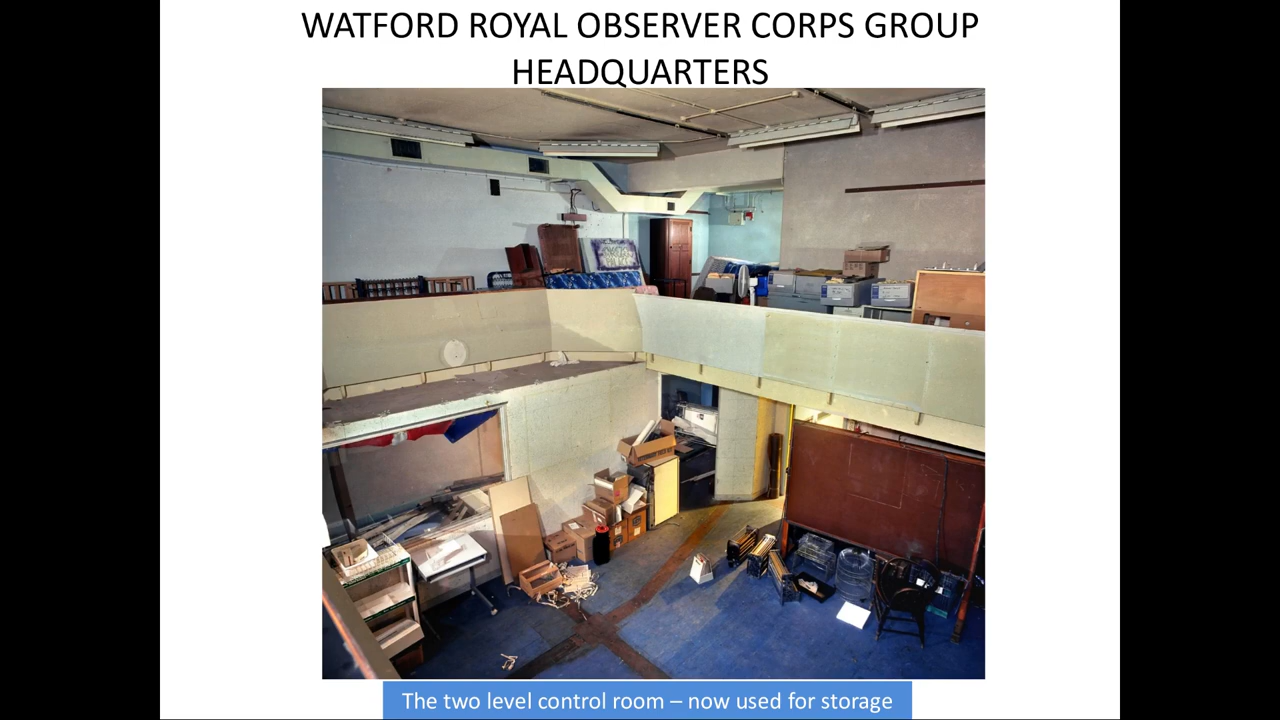 WATFORD ROYAL OBSERVER CORPS GROUP
HEADQUARTERS
The two level control room – now used for storage